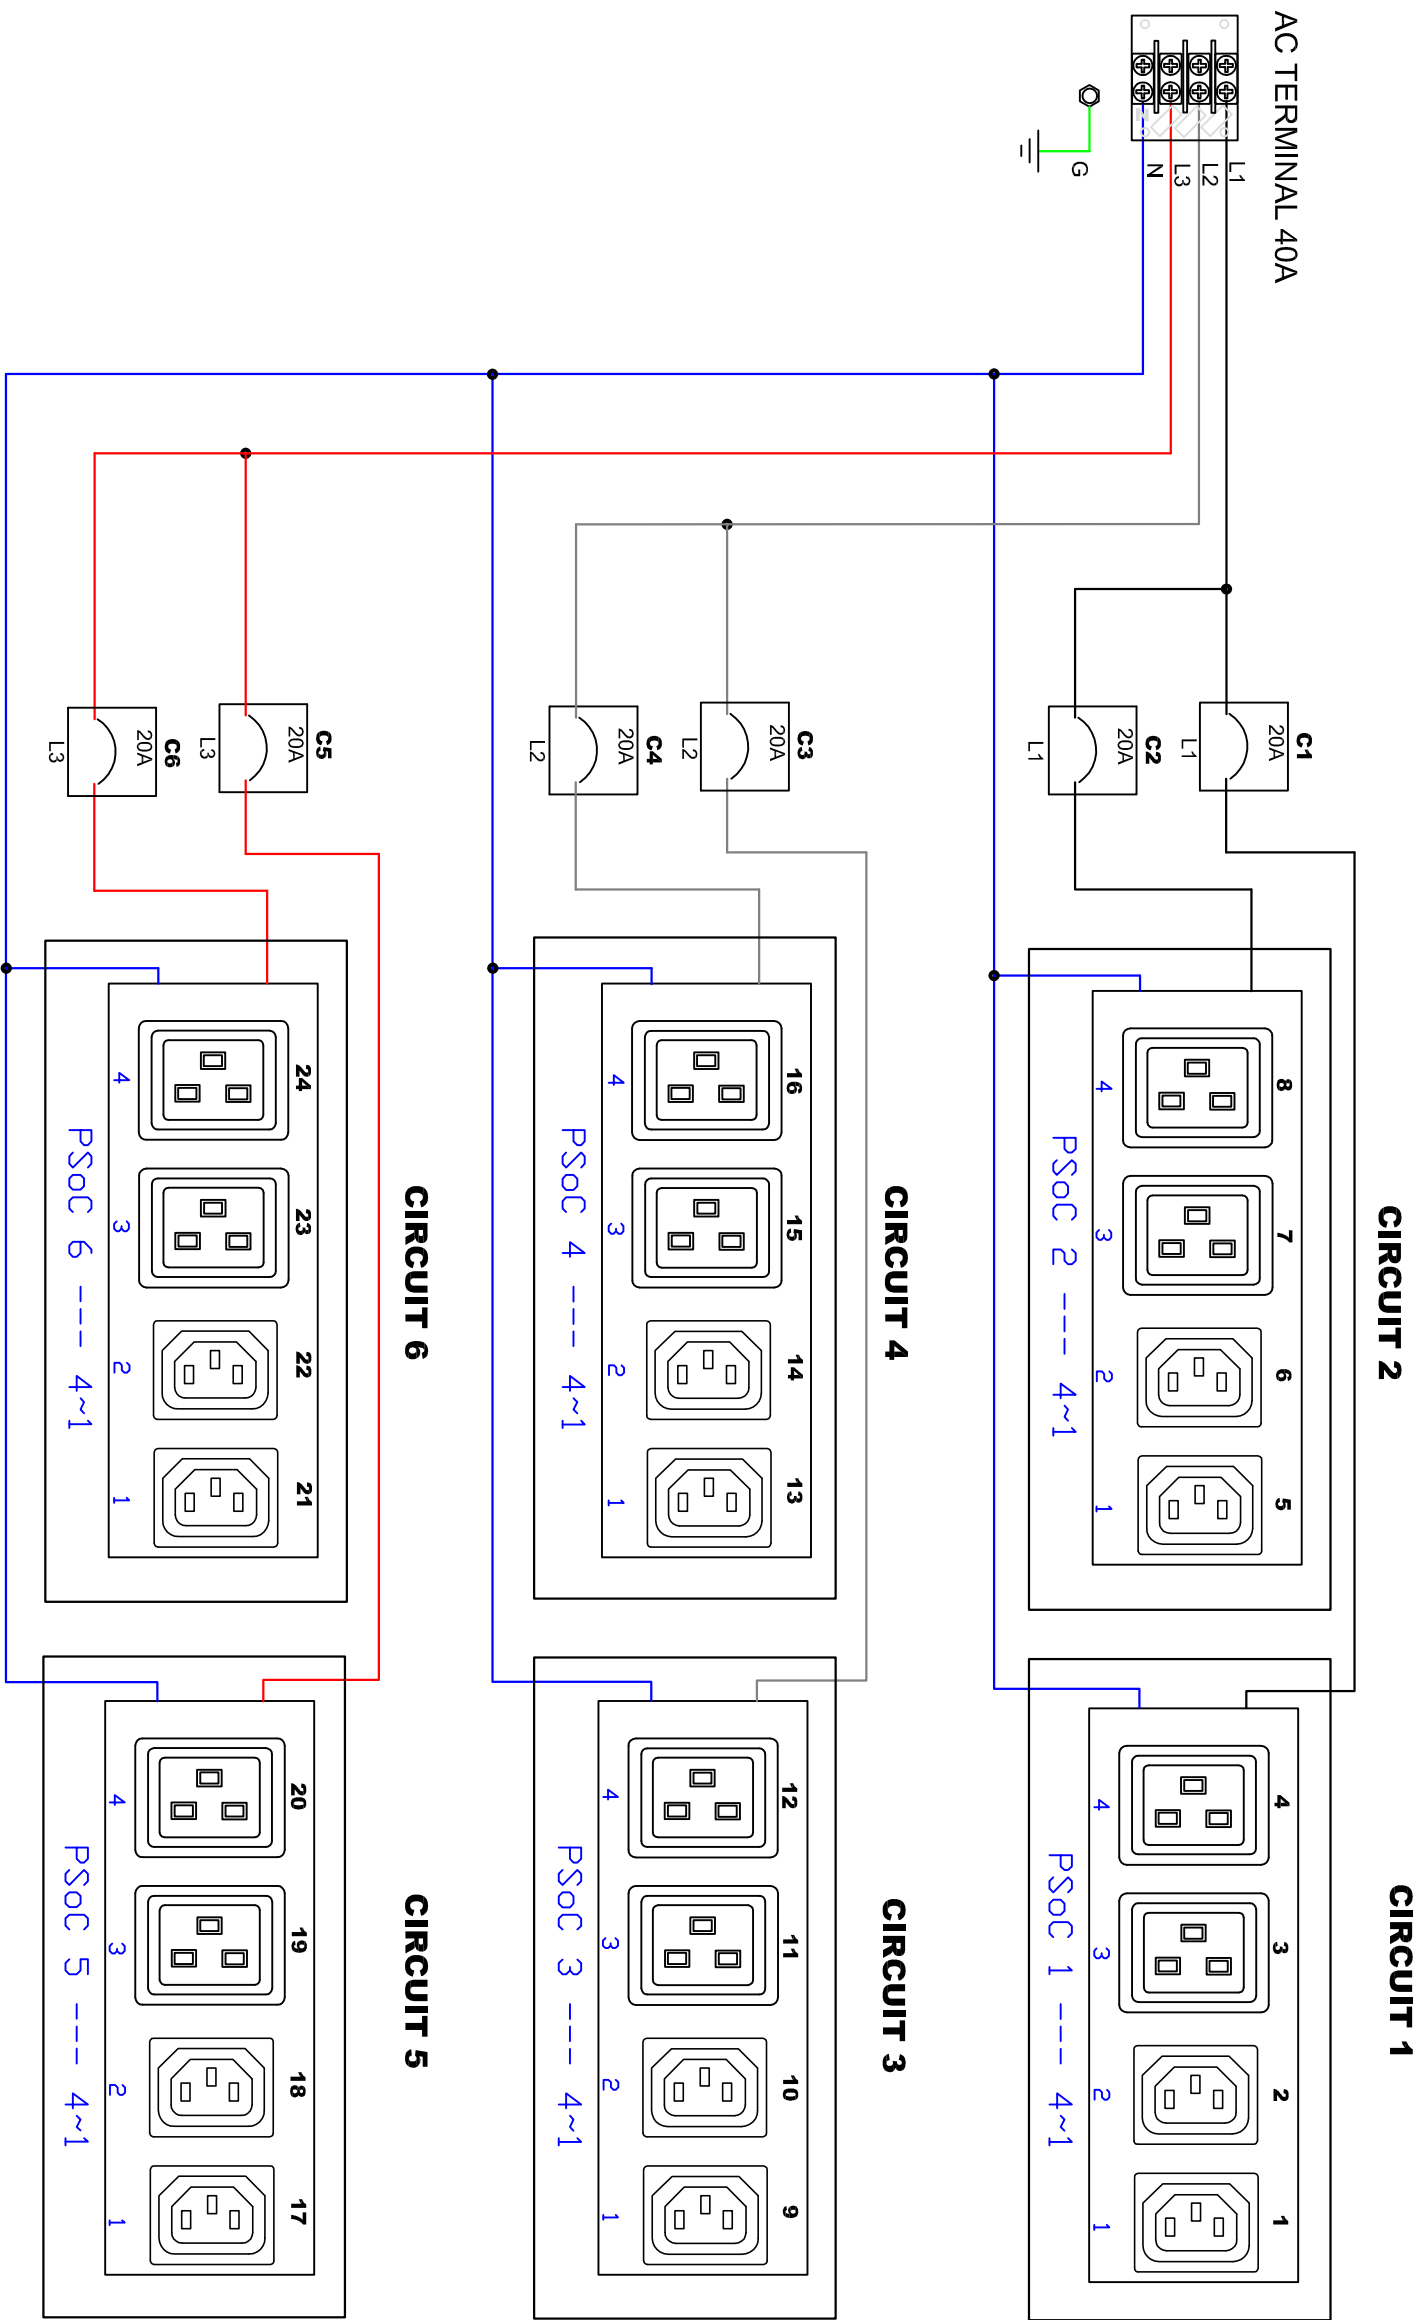 AC TERMINAL 40A
L1
L2
L3
N
G
C1
20A
L1
C2
20A
L1
C3
20A
L2
C4
20A
L2
C5
20A
L3
C6
20A
L3
CIRCUIT 2
8
7
6
5
4
3
2
1
PSoC 2 --- 4~1
CIRCUIT 1
4
3
2
1
4
3
2
1
PSoC 1 --- 4~1
CIRCUIT 4
16
15
14
13
4
3
2
1
PSoC 4 --- 4~1
CIRCUIT 3
12
11
10
9
4
3
2
1
PSoC 3 --- 4~1
CIRCUIT 6
24
23
22
21
4
3
2
1
PSoC 6 --- 4~1
CIRCUIT 5
20
19
18
17
4
3
2
1
PSoC 5 --- 4~1